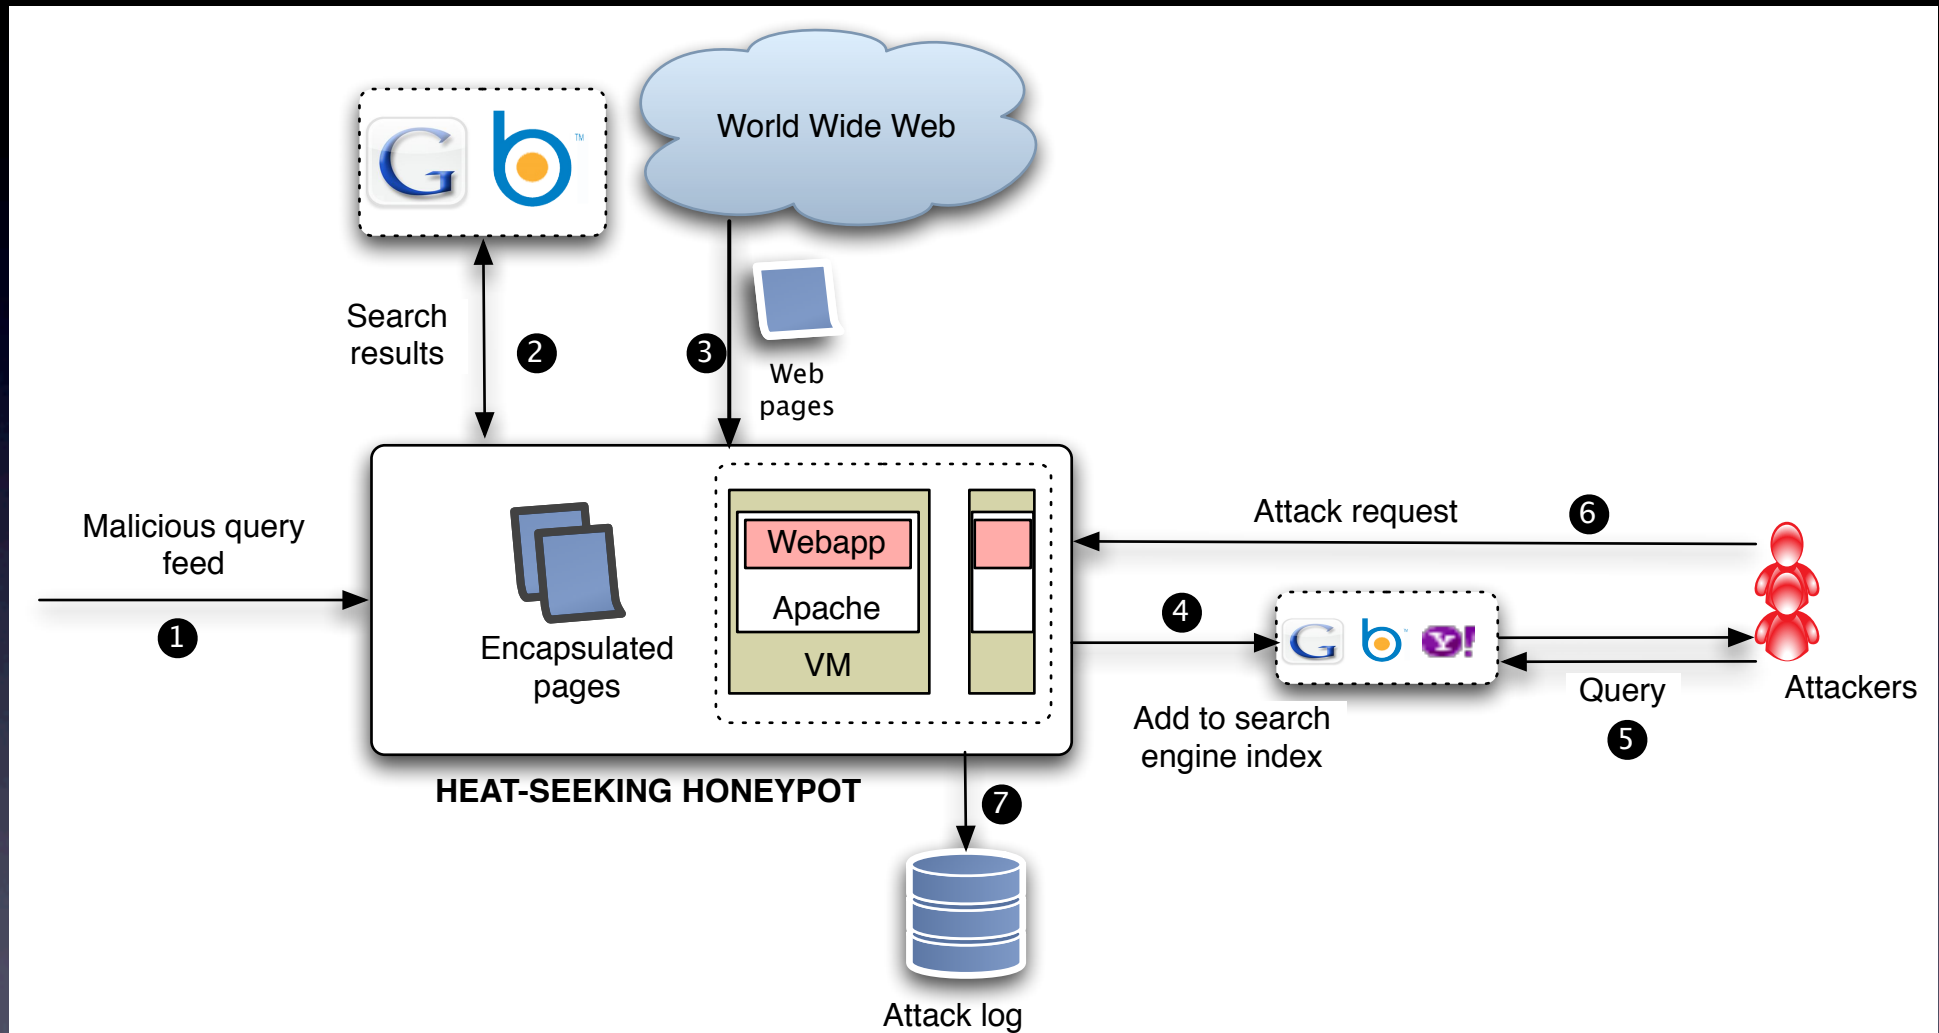 G
b
TM
World Wide Web
Search
results
2
3
Web
pages
Malicious query
feed
1
Encapsulated
pages
Webapp
Apache
VM
Attack request
6
4
G
b
Y!
Query
5
Attackers
Add to search
engine index
HEAT-SEEKING HONEYPOT
7
Attack log